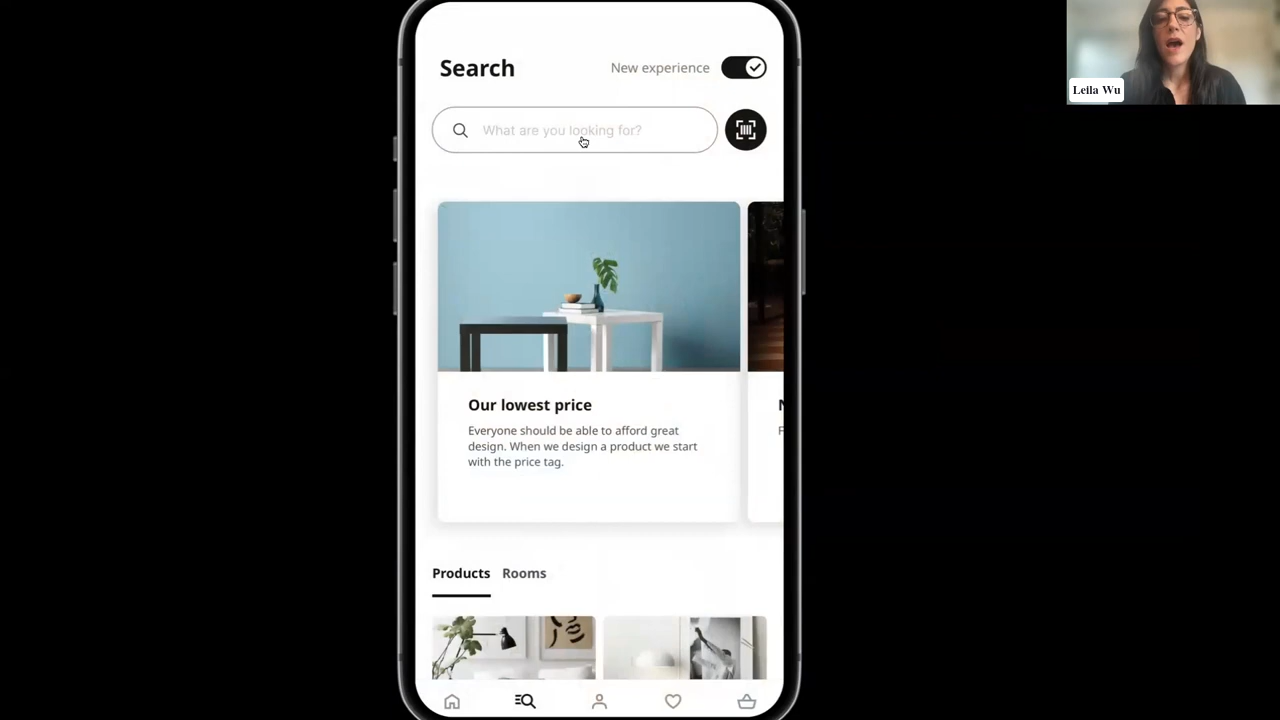 Search
New experience
What are you looking for?
Leila Wu
Our lowest price
Everyone should be able to afford great
design. When we design a product we start
with the price tag.
N
F
Products
Rooms